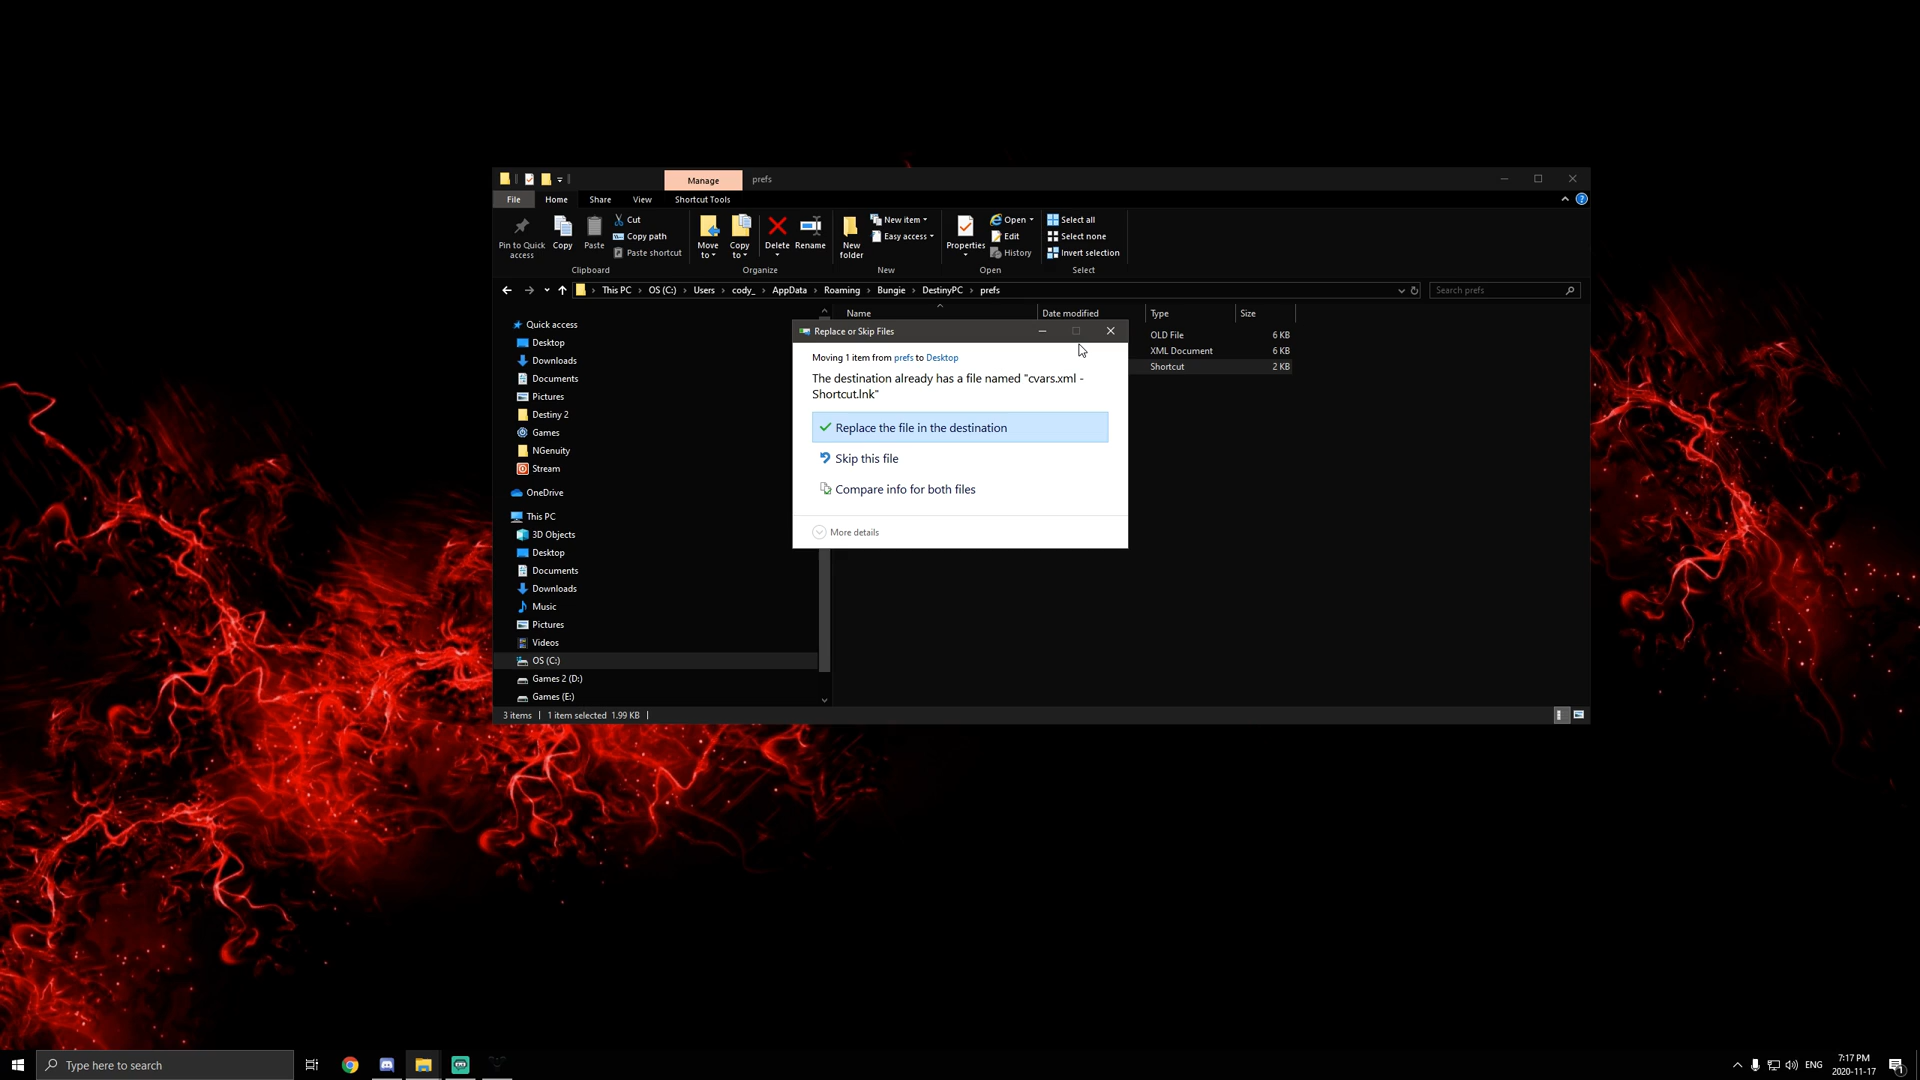 Manage
prefs
File
Home
Share
View
Shortcut Tools
Pin to Quick access
Copy
Paste
Cut
Copy path
Paste shortcut
Move to
Copy to
Delete
Rename
New folder
New item
Easy access
Properties
Open
Edit
History
Select all
Select none
Invert selection
Clipboard
Organize
New
Open
Select
This PC > OS (C:) > Users > cody_ > AppData > Roaming > Bungie > DestinyPC > prefs
Search prefs
Name
Date modified
Type
Size
OLD File
6 KB
XML Document
6 KB
Shortcut
2 KB
Quick access
Desktop
Downloads
Documents
Pictures
Destiny 2
Games
NGenuity
Stream
OneDrive
This PC
3D Objects
Desktop
Documents
Downloads
Music
Pictures
Videos
OS (C:)
Games 2 (D:)
Games (E:)
3 items
1 item selected 1.99 KB
Replace or Skip Files
Moving 1 item from prefs to Desktop
The destination already has a file named "cvars.xml -
Shortcut.lnk"
Replace the file in the destination
Skip this file
Compare info for both files
More details
Type here to search
ENG
7:17 PM
2020-11-17
1